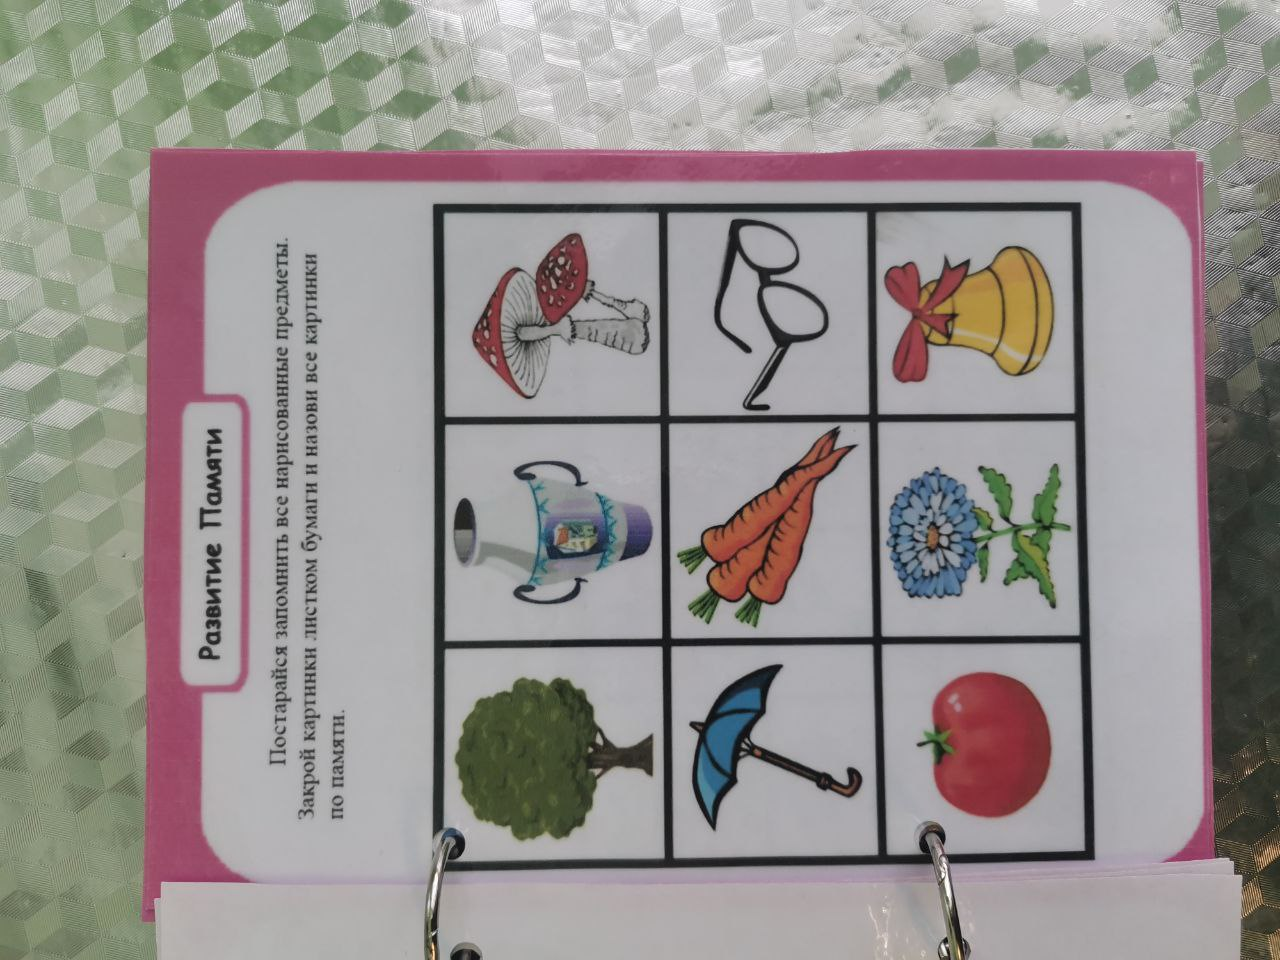 Развитие Памяти
Постарайся запомнить все нарисованные предметы.
Закрой картинки листком бумаги и назови все картинки
по памяти.